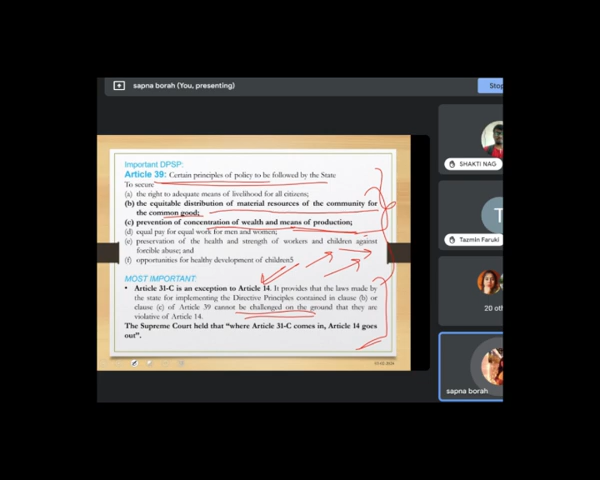 sapna borah (You, presenting)
Stop
Important DPSP:
Article 39: Certain principles of policy to be followed by the State
To secure
(a) the right to adequate means of livelihood for all citizens;
(b) the equitable distribution of material resources of the community for
the common good;
(c) prevention of concentration of wealth and means of production;
(d) equal pay for equal work for men and women;
(e) preservation of the health and strength of workers and children against
forcible abuse; and
(f) opportunities for healthy development of children5
MOST IMPORTANT:
• Article 31-C is an exception to Article 14. It provides that the laws made by
the state for implementing the Directive Principles contained in clause (b) or
clause (c) of Article 39 cannot be challenged on the ground that they are
violative of Article 14.
The Supreme Court held that "where Article 31-C comes in, Article 14 goes
out".
SHAKTI NAG
T
Tazmin Faruki
20 oth
sapna borah